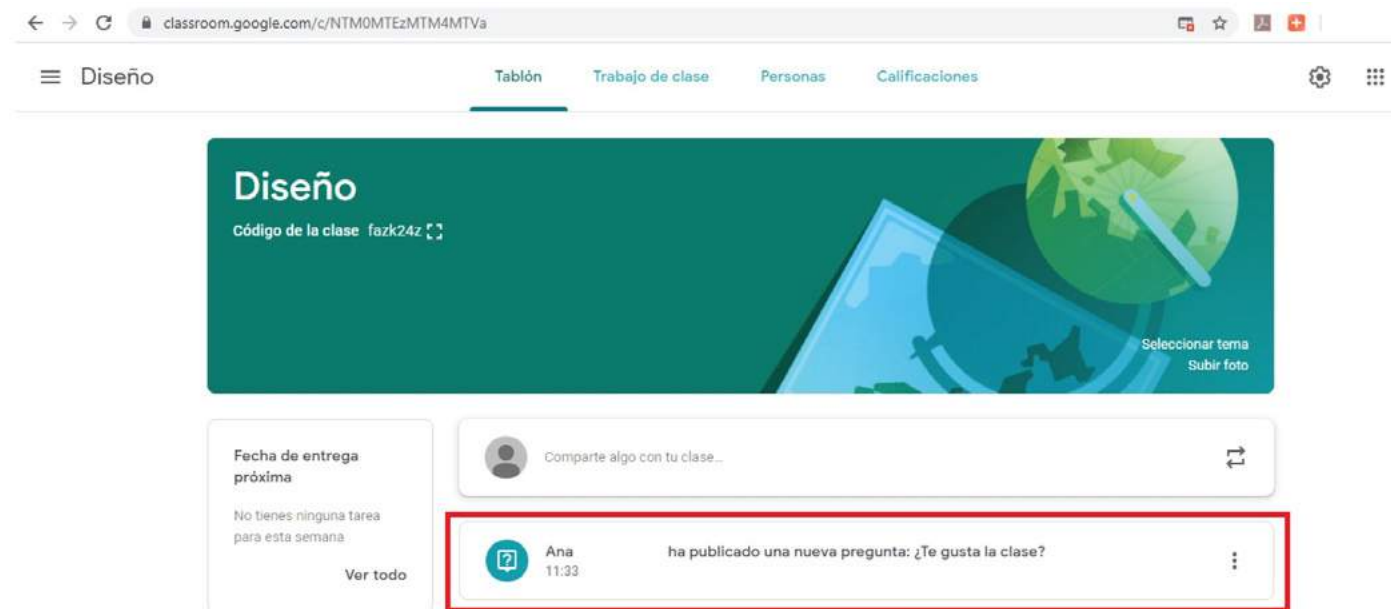 classroom.google.com/c/NTM0MTEzMTM4MTVa
Diseño
Tablón Trabajo de clase Personas Calificaciones
Diseño
Código de la clase fazk24z
Seleccionar tema
Subir foto
Fecha de entrega
próxima
No tienes ninguna tarea
para esta semana
Ver todo
Comparte algo con tu clase...
Ana ha publicado una nueva pregunta: ¿Te gusta la clase?
11:33